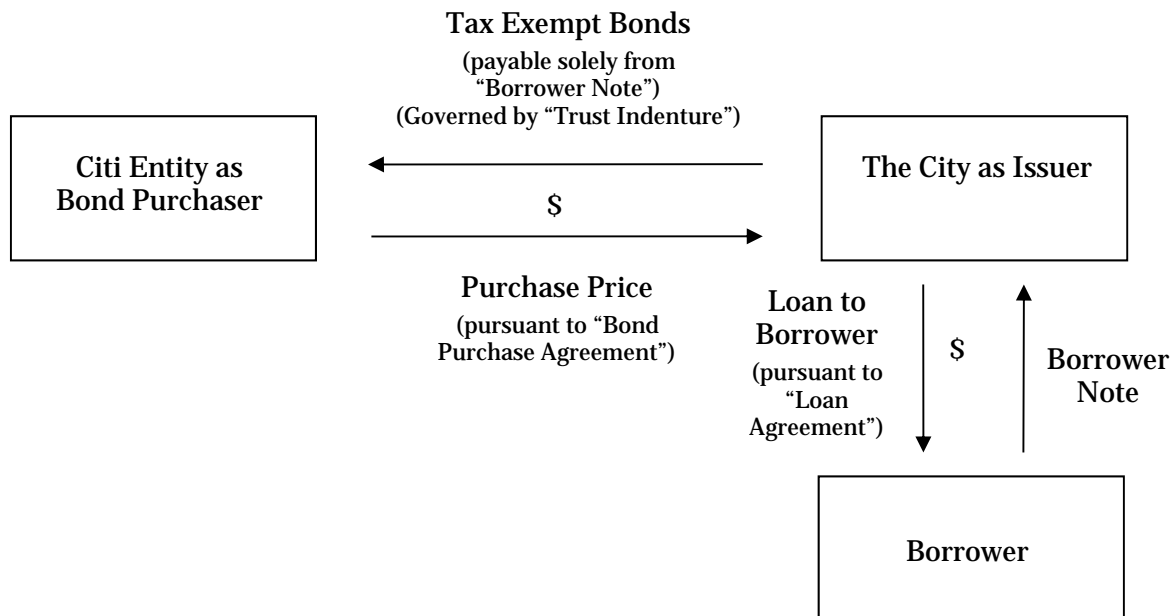 Tax Exempt Bonds
(payable solely from
“Borrower Note”)
(Governed by “Trust Indenture”)
Citi Entity as
Bond Purchaser
The City as Issuer
$
Purchase Price
(pursuant to “Bond
Purchase Agreement”)
Loan to
Borrower
(pursuant to
“Loan
Agreement”)
$
Borrower
Note
Borrower